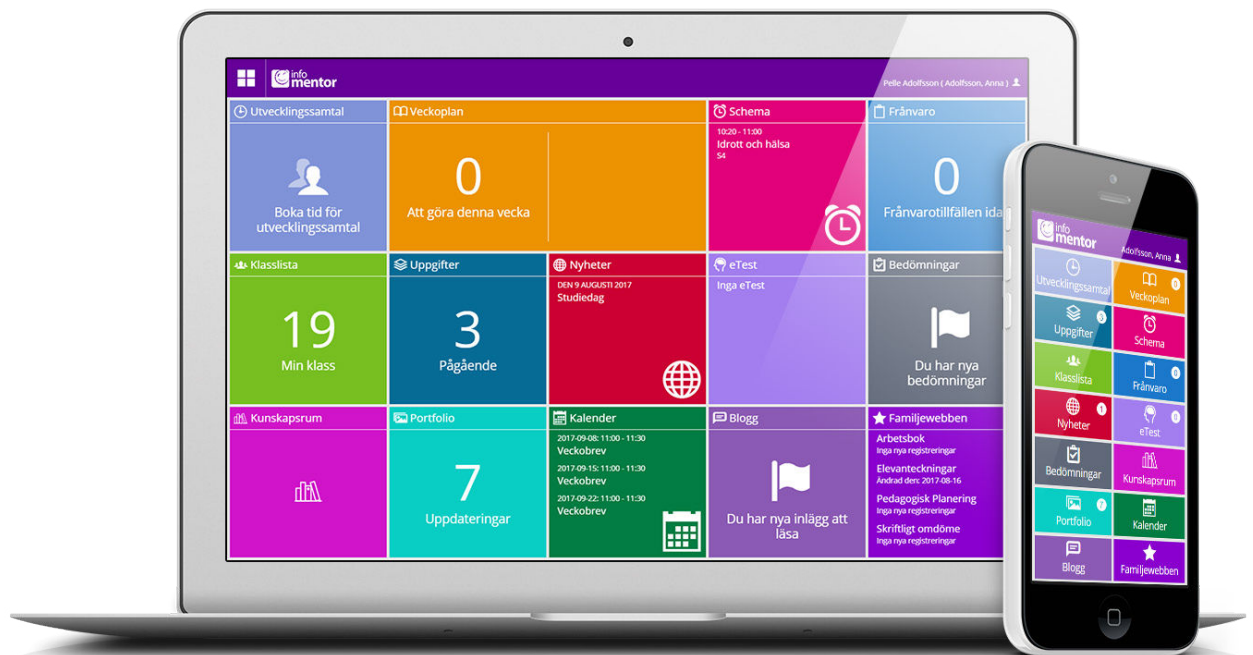 info
mentor
Pelle Adolfsson ( Adolfsson, Anna )
Utvecklingssamtal
Boka tid för
utvecklingssamtal
Veckoplan
0
Att göra denna vecka
Schema
10:20 - 11:00
Idrott och hälsa
S4
Frånvaro
0
Frånvarotillfällen ida
Klasslista
19
Min klass
Uppgifter
3
Pågående
Nyheter
DEN 9 AUGUSTI 2017
Studiedag
eTest
Inga eTest
Bedömningar
Du har nya
bedömningar
Kunskapsrum
Portfolio
7
Uppdateringar
Kalender
2017-09-08: 11:00 - 11:30
Veckobrev
2017-09-15: 11:00 - 11:30
Veckobrev
2017-09-22: 11:00 - 11:30
Veckobrev
Blogg
Du har nya inlägg att
läsa
Familjewebben
Arbetsbok
Inga nya registreringar
Elevanteckningar
Ändrad den: 2017-08-16
Pedagogisk Planering
Inga nya registreringar
Skriftligt omdöme
Inga nya registreringar
info
mentor
Adolfsson, Anna
Utvecklingssamtal
0
Veckoplan
Uppgifter
Schema
Klasslista
0
Frånvaro
1
Nyheter
0
eTest
Bedömningar
Kunskapsrum
7
Portfolio
Kalender
Blogg
Familjewebben